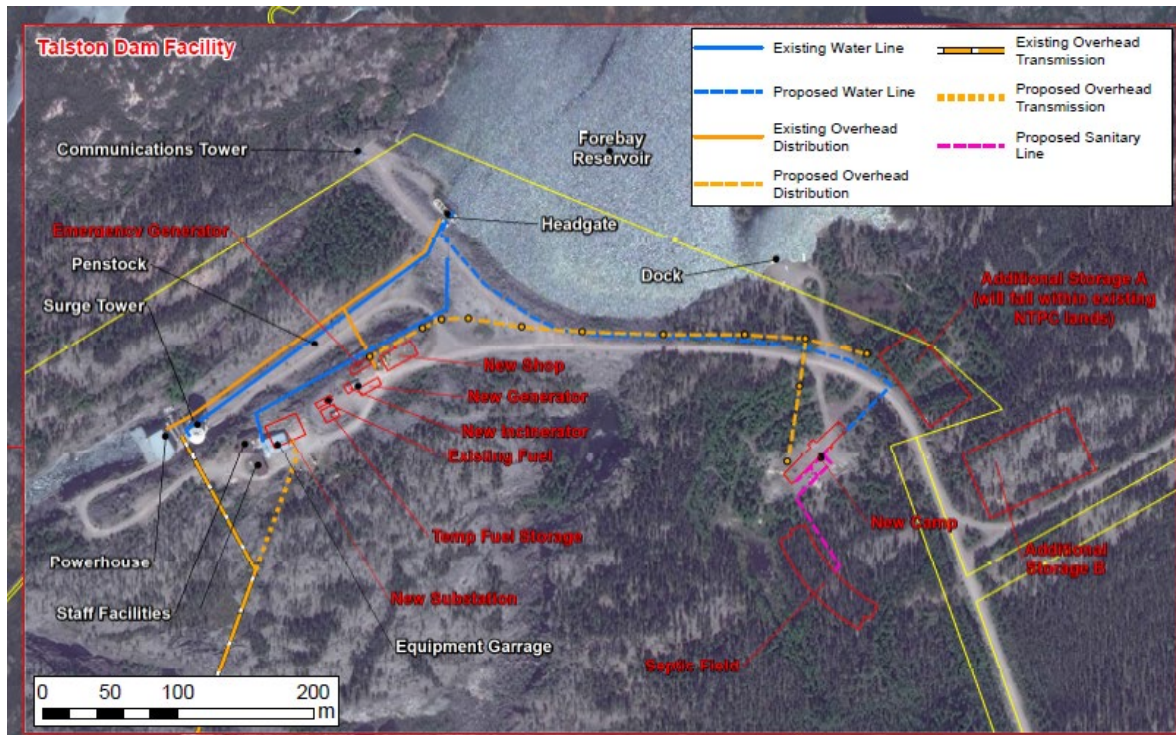 Talston Dam Facility
Existing Water Line
Proposed Water Line
Existing Overhead
Distribution
Proposed Overhead
Distribution
Existing Overhead
Transmission
Proposed Overhead
Transmission
Proposed Sanitary
Line
Communications Tower
Forebay
Reservoir
Emergency Generator
Headgate
Penstock
Dock
Surge Tower
Additional Storage A
(will fall within existing
NTPC lands)
New Shop
New Generator
New Incinerator
Existing Fuel
Temp Fuel Storage
New Camp
Additional
Storage B
Powerhouse
New Substation
Staff Facilities
Equipment Garrage
Septic Field
0 50 100 200
m